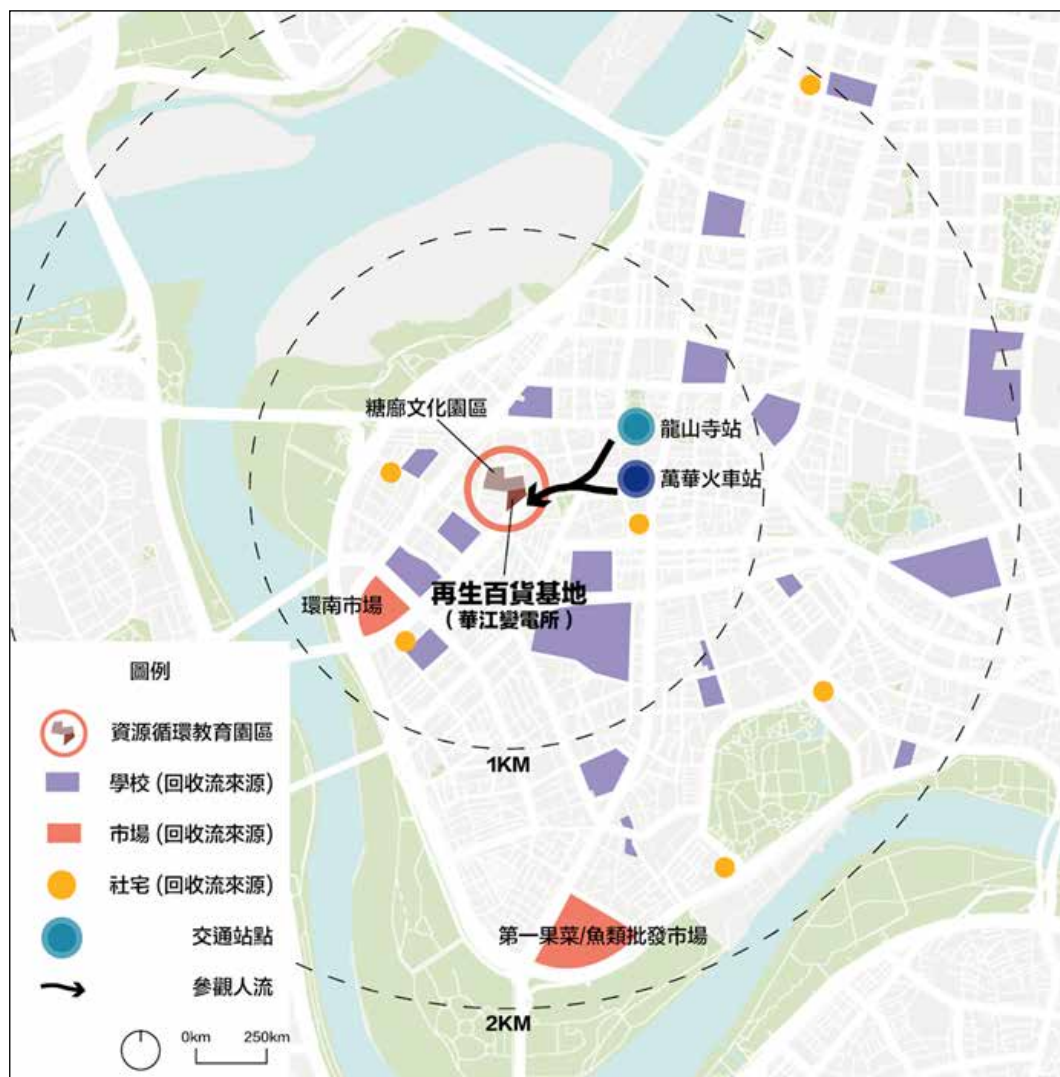 糖廍文化園區
龍山寺站
萬華火車站
再生百貨基地
(華江變電所)
環南市場
1KM
第一果菜/魚類批發市場
2KM
圖例
資源循環教育園區
學校 (回收流來源)
市場 (回收流來源)
社宅 (回收流來源)
交通站點
參觀人流
0km 250km